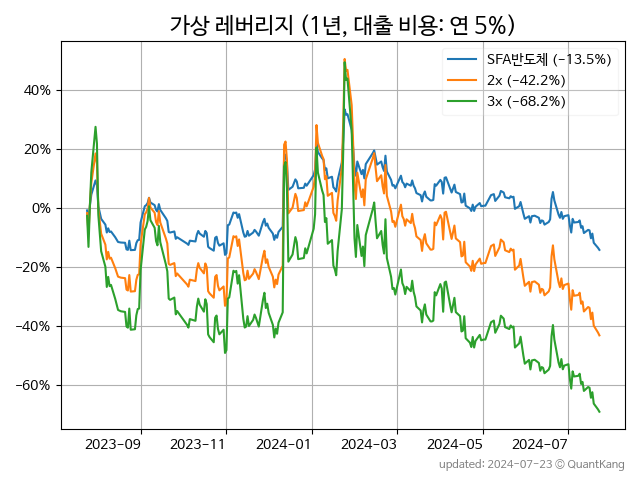 가상 레버리지 (1년, 대출 비용: 연 5%)
SFA반도체 (−13.5%)
2x (−42.2%)
3x (−68.2%)
40%
20%
0%
−20%
−40%
−60%
2023-09
2023-11
2024-01
2024-03
2024-05
2024-07
updated: 2024-07-23 © QuantKang